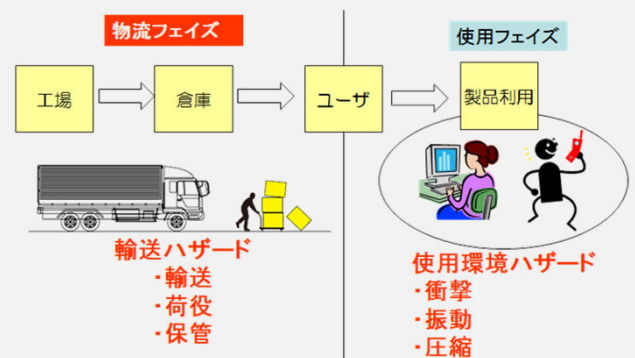 物流フェイズ
使用フェイズ
工場
倉庫
ユーザ
製品利用
輸送ハザード
・輸送
・荷役
・保管
使用環境ハザード
・衝撃
・振動
・圧縮